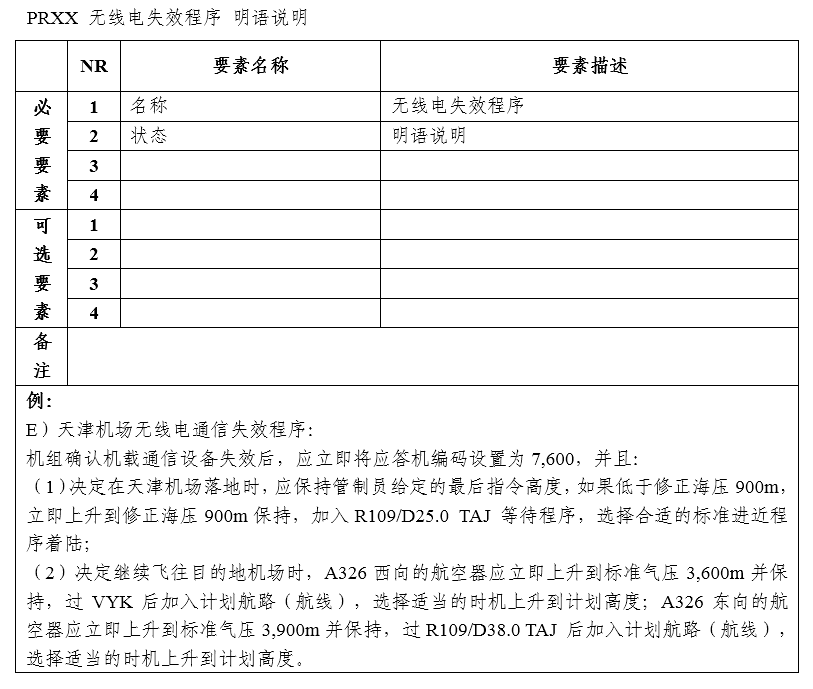 PRXX 无线电失效程序 明语说明
NR 要素名称 要素描述
必要要素
1 名称 无线电失效程序
2 状态 明语说明
3
4
可选要素
1
2
3
4
备注
例：
E）天津机场无线电通信失效程序：
机组确认机载通信设备失效后，应立即将应答机编码设置为 7,600，并且：
（1）决定在天津机场落地时，应保持管制员给定的最后指令高度，如果低于修正海压 900m，
立即上升到修正海压 900m 保持，加入 R109/D25.0 TAJ 等待程序，选择合适的标准进近程
序着陆；
（2）决定继续飞往目的地机场时，A326 西向的航空器应立即上升到标准气压 3,600m 并保
持，过 VYK 后加入计划航路（航线），选择适当的时机上升到计划高度；A326 东向的航
空器应立即上升到标准气压 3,900m 并保持，过 R109/D38.0 TAJ 后加入计划航路（航线），
选择适当的时机上升到计划高度。